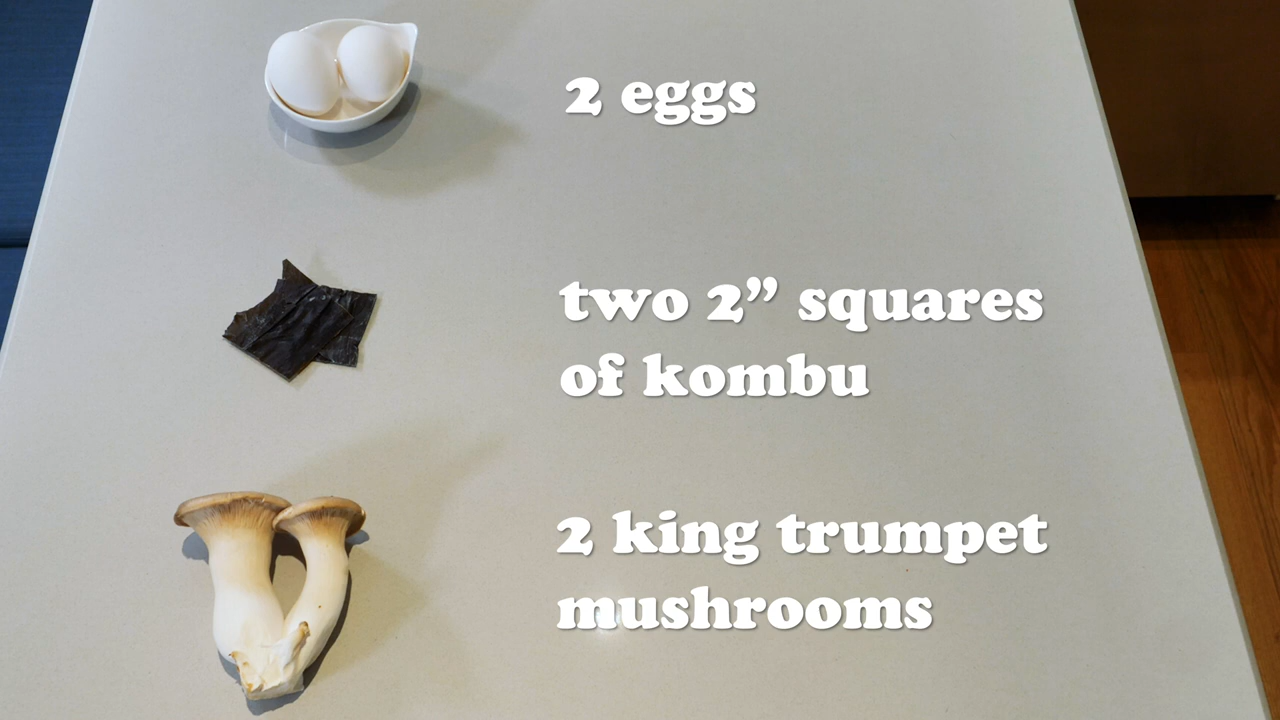 2 eggs
two 2” squares
of kombu
2 king trumpet
mushrooms